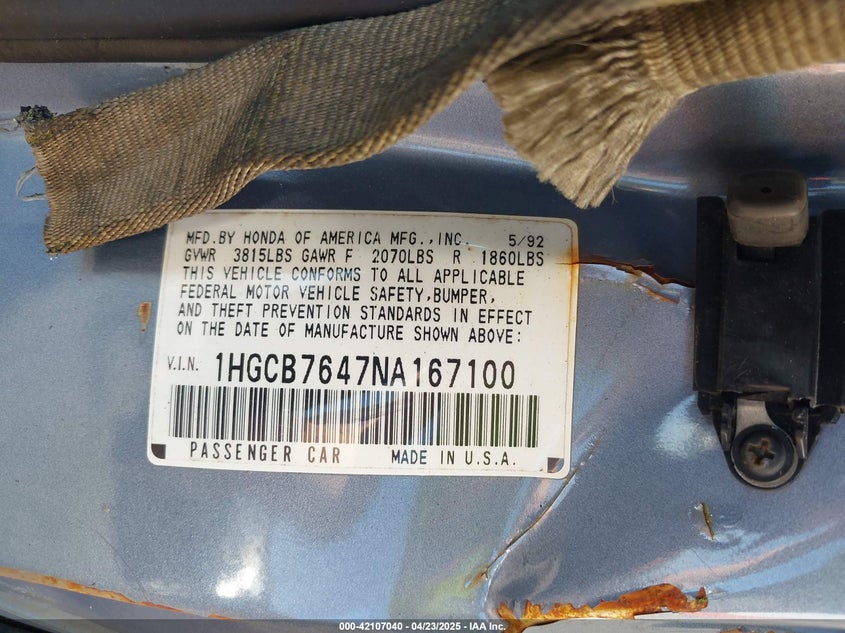 MFD.BY HONDA OF AMERICA MFG.,INC. 5/92
GVWR 3815LBS GAWR F 2070LBS R 1860LBS
THIS VEHICLE CONFORMS TO ALL APPLICABLE
FEDERAL MOTOR VEHICLE SAFETY,BUMPER,
AND THEFT PREVENTION STANDARDS IN EFFECT
ON THE DATE OF MANUFACTURE SHOWN ABOVE:
V.I.N. 1HGCB7647NA167100
PASSENGER CAR MADE IN U.S.A.
000-42107040 - 04/23/2025 - IAA Inc.